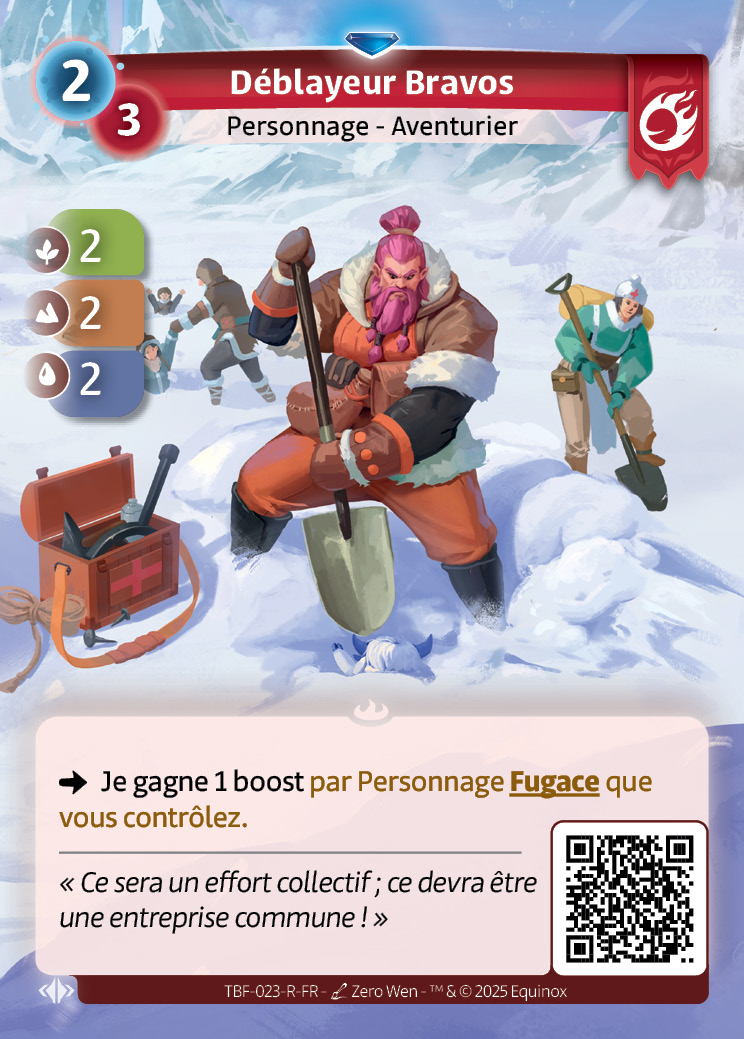 2
Déblayeur Bravos
3
Personnage - Aventurier
2
2
2
Je gagne 1 boost par Personnage Fugace que
vous contrôlez.
« Ce sera un effort collectif ; ce devra être
une entreprise commune ! »
TBF-023-R-FR - Zero Wen - ™ & © 2025 Equinox